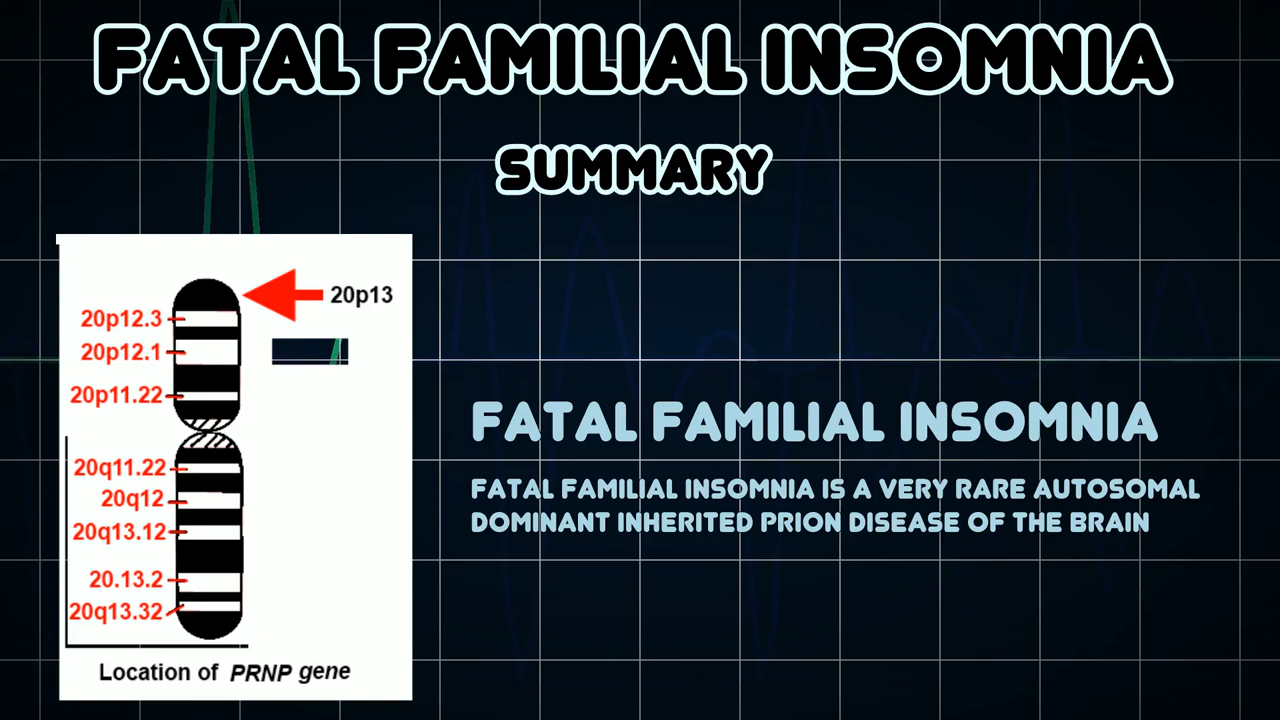 FATAL FAMILIAL INSOMNIA
SUMMARY
20p13
20p12.3
20p12.1
20p11.22
20q11.22
20q12
20q13.12
20.13.2
20q13.32
Location of PRNP gene
FATAL FAMILIAL INSOMNIA
FATAL FAMILIAL INSOMNIA IS A VERY RARE AUTOSOMAL
DOMINANT INHERITED PRION DISEASE OF THE BRAIN